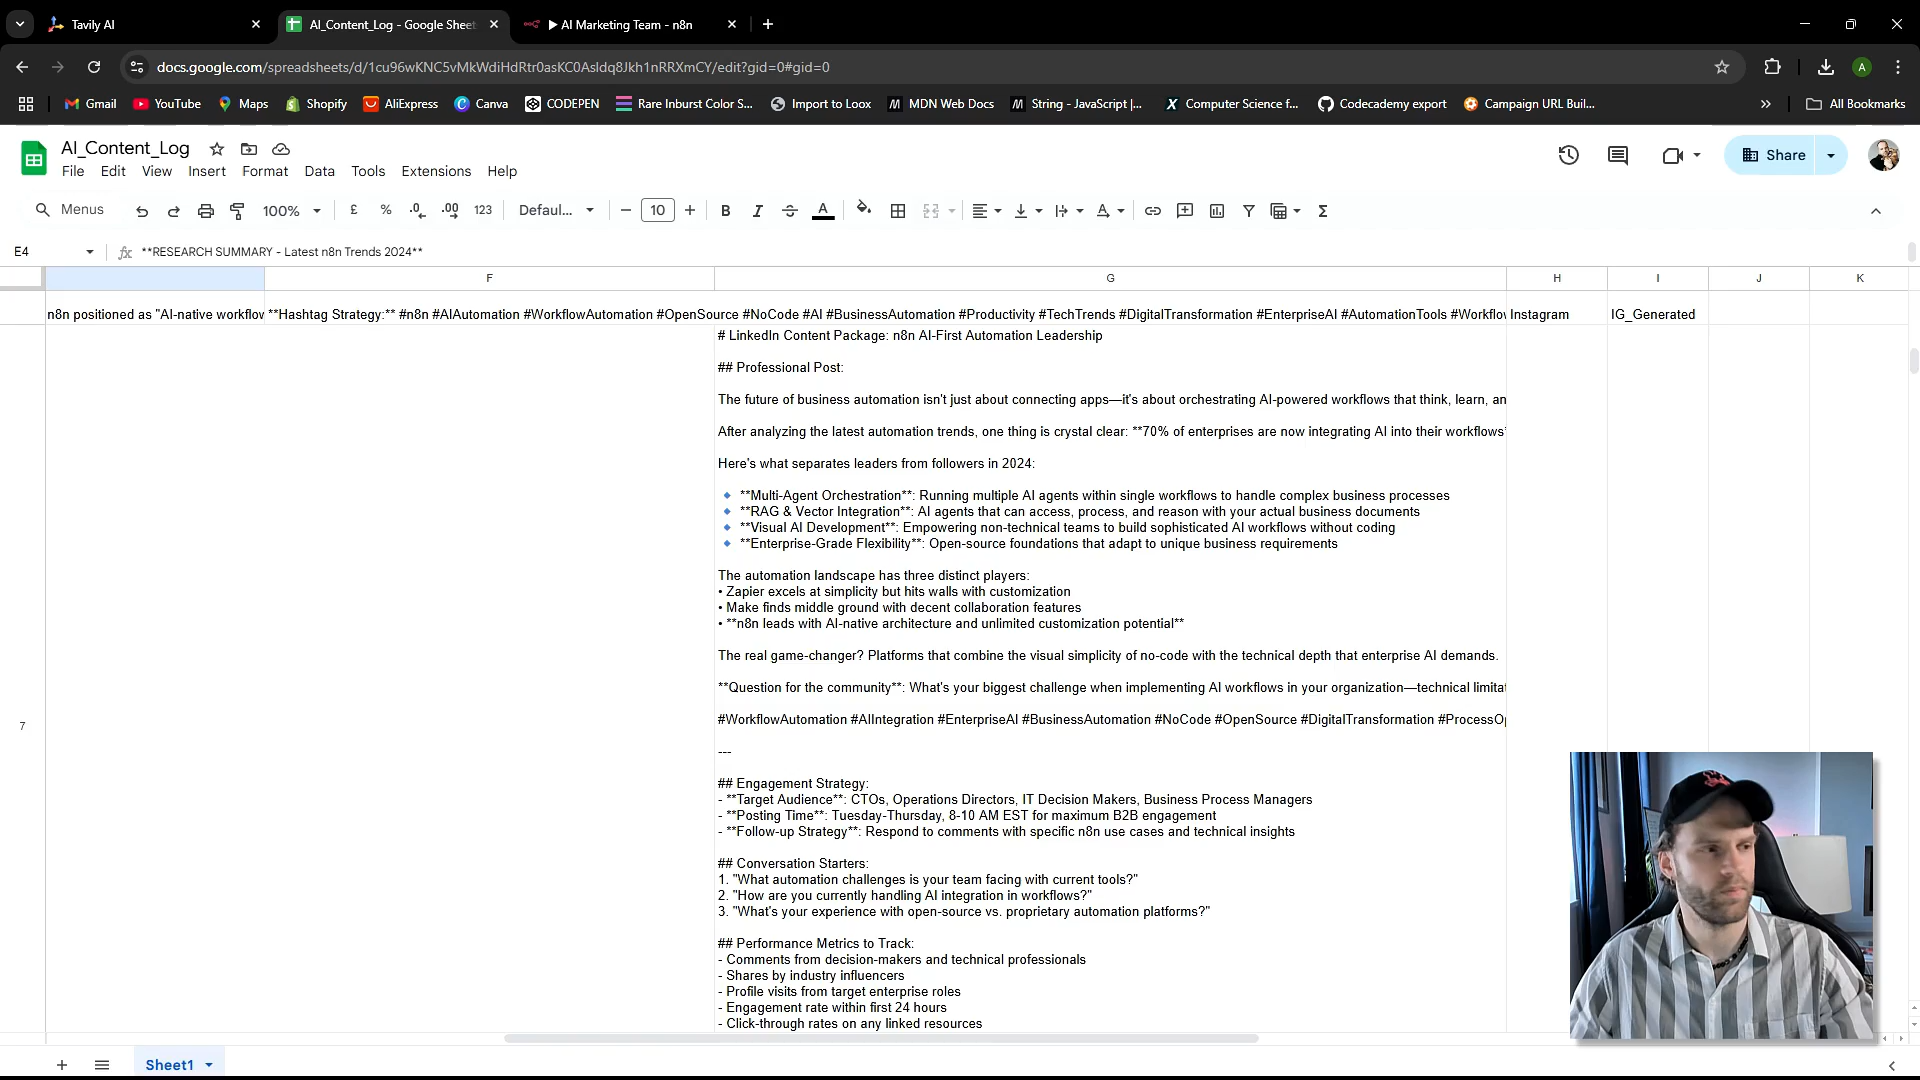 Tavily AI
AI_Content_Log - Google Sheet
▶ AI Marketing Team - n8n
docs.google.com/spreadsheets/d/1cu96wKNC5vMkWdiHdRtr0asKC0Asldq8Jkh1nRRXmCY/edit?gid=0#gid=0
Gmail YouTube Maps Shopify AliExpress Canva CODEPEN Rare Inburst Color S... Import to Loox MDN Web Docs String - JavaScript |... Computer Science f... Codecademy export Campaign URL Buil... » All Bookmarks
AI_Content_Log
File Edit View Insert Format Data Tools Extensions Help
Share
Menus 100% £ % .0 .00 123 Defaul... − 10 + B I A Σ
E4 fx **RESEARCH SUMMARY - Latest n8n Trends 2024**
F G H I J K
n8n positioned as "AI-native workflow **Hashtag Strategy:** #n8n #AIAutomation #WorkflowAutomation #OpenSource #NoCode #AI #BusinessAutomation #Productivity #TechTrends #DigitalTransformation #EnterpriseAI #AutomationTools #Workflow Instagram IG_Generated
# LinkedIn Content Package: n8n AI-First Automation Leadership
## Professional Post:
The future of business automation isn't just about connecting apps—it's about orchestrating AI-powered workflows that think, learn, an
After analyzing the latest automation trends, one thing is crystal clear: **70% of enterprises are now integrating AI into their workflows*
Here's what separates leaders from followers in 2024:
🔹 **Multi-Agent Orchestration**: Running multiple AI agents within single workflows to handle complex business processes
🔹 **RAG & Vector Integration**: AI agents that can access, process, and reason with your actual business documents
🔹 **Visual AI Development**: Empowering non-technical teams to build sophisticated AI workflows without coding
🔹 **Enterprise-Grade Flexibility**: Open-source foundations that adapt to unique business requirements
The automation landscape has three distinct players:
• Zapier excels at simplicity but hits walls with customization
• Make finds middle ground with decent collaboration features
• **n8n leads with AI-native architecture and unlimited customization potential**
The real game-changer? Platforms that combine the visual simplicity of no-code with the technical depth that enterprise AI demands.
**Question for the community**: What's your biggest challenge when implementing AI workflows in your organization—technical limitat
#WorkflowAutomation #AIIntegration #EnterpriseAI #BusinessAutomation #NoCode #OpenSource #DigitalTransformation #ProcessOp
7
---
## Engagement Strategy:
- **Target Audience**: CTOs, Operations Directors, IT Decision Makers, Business Process Managers
- **Posting Time**: Tuesday-Thursday, 8-10 AM EST for maximum B2B engagement
- **Follow-up Strategy**: Respond to comments with specific n8n use cases and technical insights
## Conversation Starters:
1. "What automation challenges is your team facing with current tools?"
2. "How are you currently handling AI integration in workflows?"
3. "What's your experience with open-source vs. proprietary automation platforms?"
## Performance Metrics to Track:
- Comments from decision-makers and technical professionals
- Shares by industry influencers
- Profile visits from target enterprise roles
- Engagement rate within first 24 hours
- Click-through rates on any linked resources
Sheet1